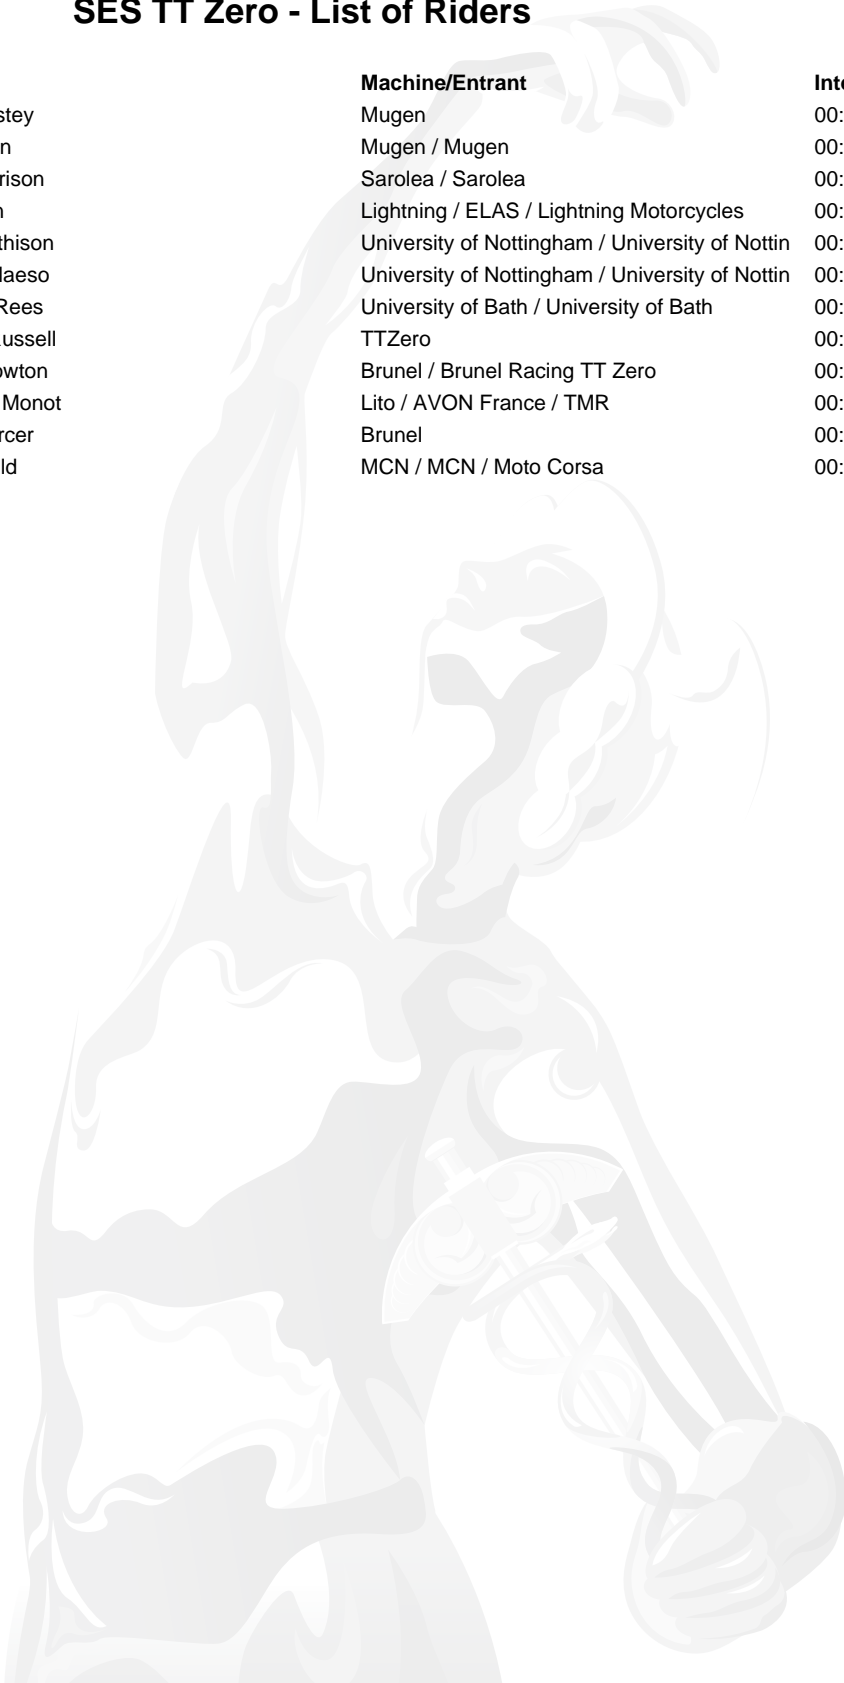 SES TT Zero - List of Riders
Machine/Entrant Inte
stey Mugen 00:
n Mugen / Mugen 00:
rison Sarolea / Sarolea 00:
n Lightning / ELAS / Lightning Motorcycles 00:
thison University of Nottingham / University of Nottin 00:
laeso University of Nottingham / University of Nottin 00:
Rees University of Bath / University of Bath 00:
ussell TTZero 00:
owton Brunel / Brunel Racing TT Zero 00:
Monot Lito / AVON France / TMR 00:
rcer Brunel 00:
ld MCN / MCN / Moto Corsa 00: